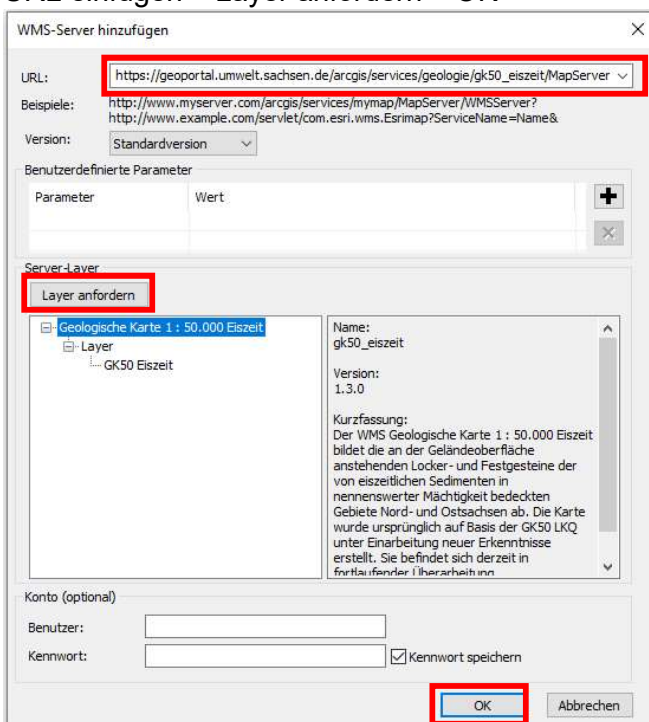 WMS-Server hinzufügen
URL: https://geoportal.umwelt.sachsen.de/arcgis/services/geologie/gk50_eiszeit/MapServer
Beispiele: http://www.myserver.com/arcgis/services/mymap/MapServer/WMSServer?
http://www.example.com/servlet/com.esri.wms.Esrimap?ServiceName=Name&
Version: Standardversion
Benutzerdefinierte Parameter
Parameter Wert
Server-Layer
Layer anfordern
Geologische Karte 1 : 50.000 Eiszeit
Layer
GK50 Eiszeit
Name:
gk50_eiszeit
Version:
1.3.0
Kurzfassung:
Der WMS Geologische Karte 1 : 50.000 Eiszeit
bildet die an der Geländeoberfläche
anstehenden Locker- und Festgesteine der
von eiszeitlichen Sedimenten in
nennenswerter Mächtigkeit bedeckten
Gebiete Nord- und Ostsachsen ab. Die Karte
wurde ursprünglich auf Basis der GK50 LKQ
unter Einarbeitung neuer Erkenntnisse
erstellt. Sie befindet sich derzeit in
fortlaufender Überarbeitung
Konto (optional)
Benutzer:
Kennwort:
Kennwort speichern
OK Abbrechen